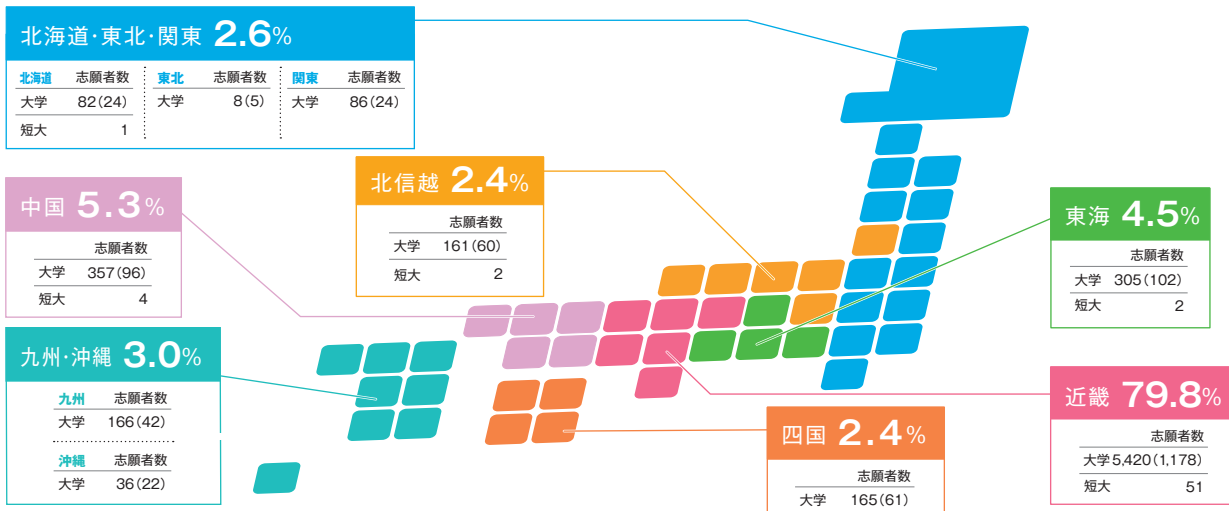 北海道・東北・関東 2.6%
北海道 志願者数 東北 志願者数 関東 志願者数
大学 82(24) 大学 8(5) 大学 86(24)
短大 1
中国 5.3%
志願者数
大学 357(96)
短大 4
北信越 2.4%
志願者数
大学 161(60)
短大 2
東海 4.5%
志願者数
大学 305(102)
短大 2
九州・沖縄 3.0%
九州 志願者数
大学 166(42)
沖縄 志願者数
大学 36(22)
四国 2.4%
志願者数
大学 165(61)
近畿 79.8%
志願者数
大学 5,420(1,178)
短大 51